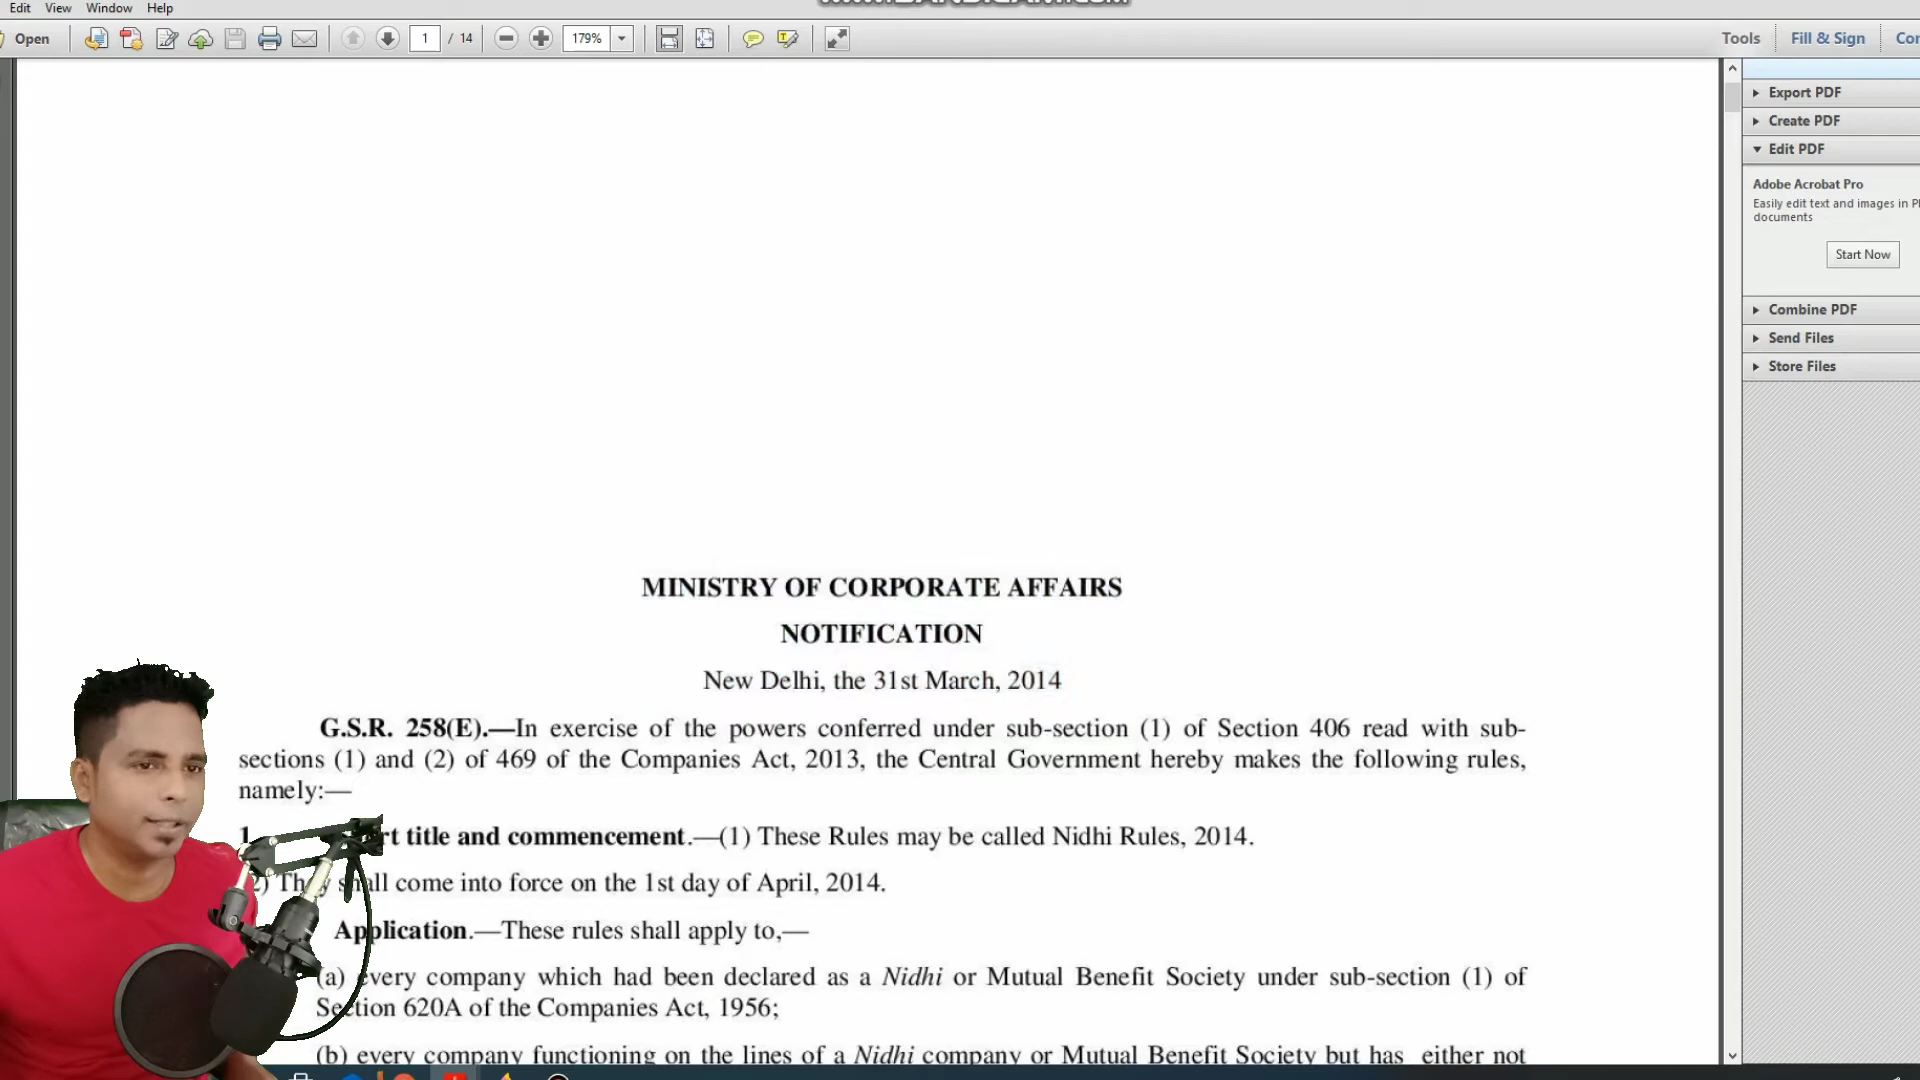 Edit View Window Help
Open 1 / 14 179% Tools Fill & Sign
Export PDF
Create PDF
Edit PDF
Adobe Acrobat Pro
Easily edit text and images in
documents
Start Now
Combine PDF
Send Files
Store Files
MINISTRY OF CORPORATE AFFAIRS
NOTIFICATION
New Delhi, the 31st March, 2014
G.S.R. 258(E).—In exercise of the powers conferred under sub-section (1) of Section 406 read with sub-
sections (1) and (2) of 469 of the Companies Act, 2013, the Central Government hereby makes the following rules,
namely:—
1. title and commencement.—(1) These Rules may be called Nidhi Rules, 2014.
They shall come into force on the 1st day of April, 2014.
Application.—These rules shall apply to,—
(a) every company which had been declared as a Nidhi or Mutual Benefit Society under sub-section (1) of
Section 620A of the Companies Act, 1956;
(b) every company functioning on the lines of a Nidhi company or Mutual Benefit Society but has either not